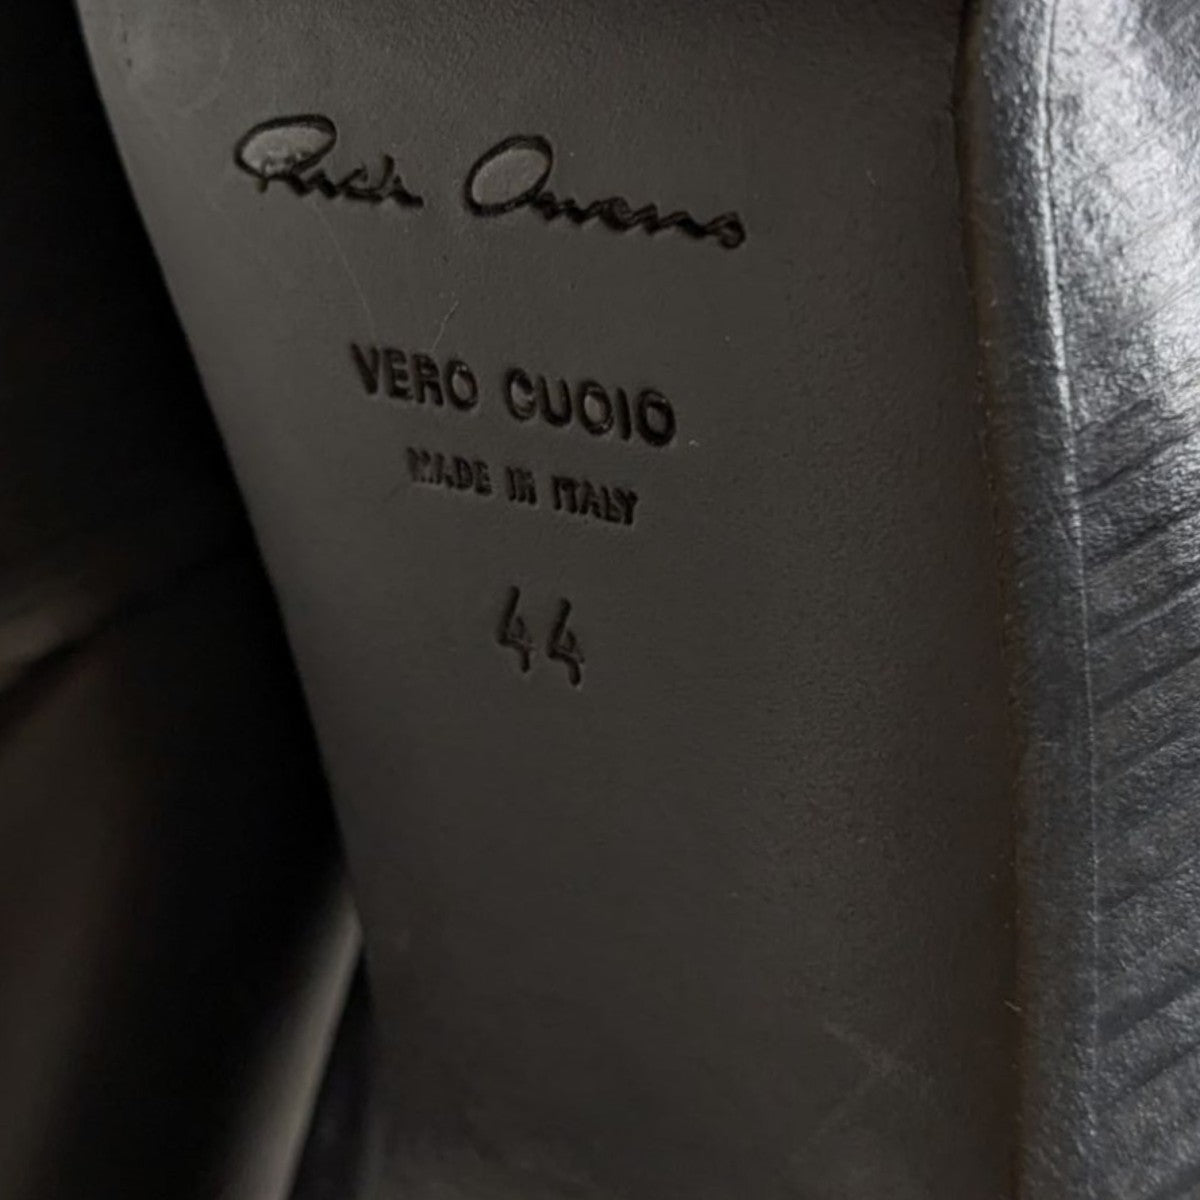 Rick Owens
VERO CUOIO
MADE IN ITALY
44